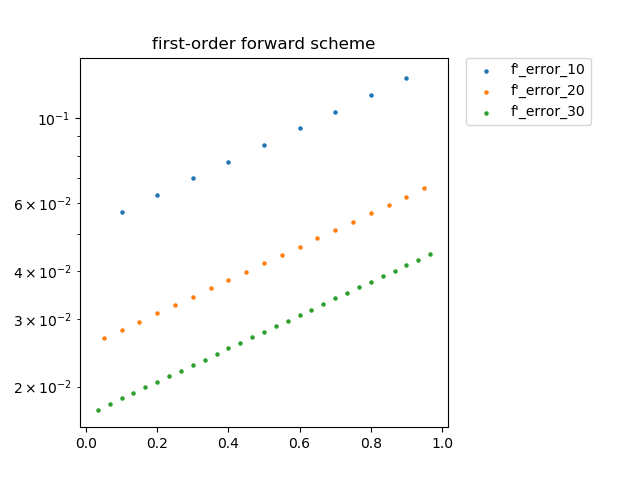 first-order forward scheme
f'_error_10
f'_error_20
f'_error_30
10⁻¹
6 × 10⁻²
4 × 10⁻²
3 × 10⁻²
2 × 10⁻²
0.0 0.2 0.4 0.6 0.8 1.0